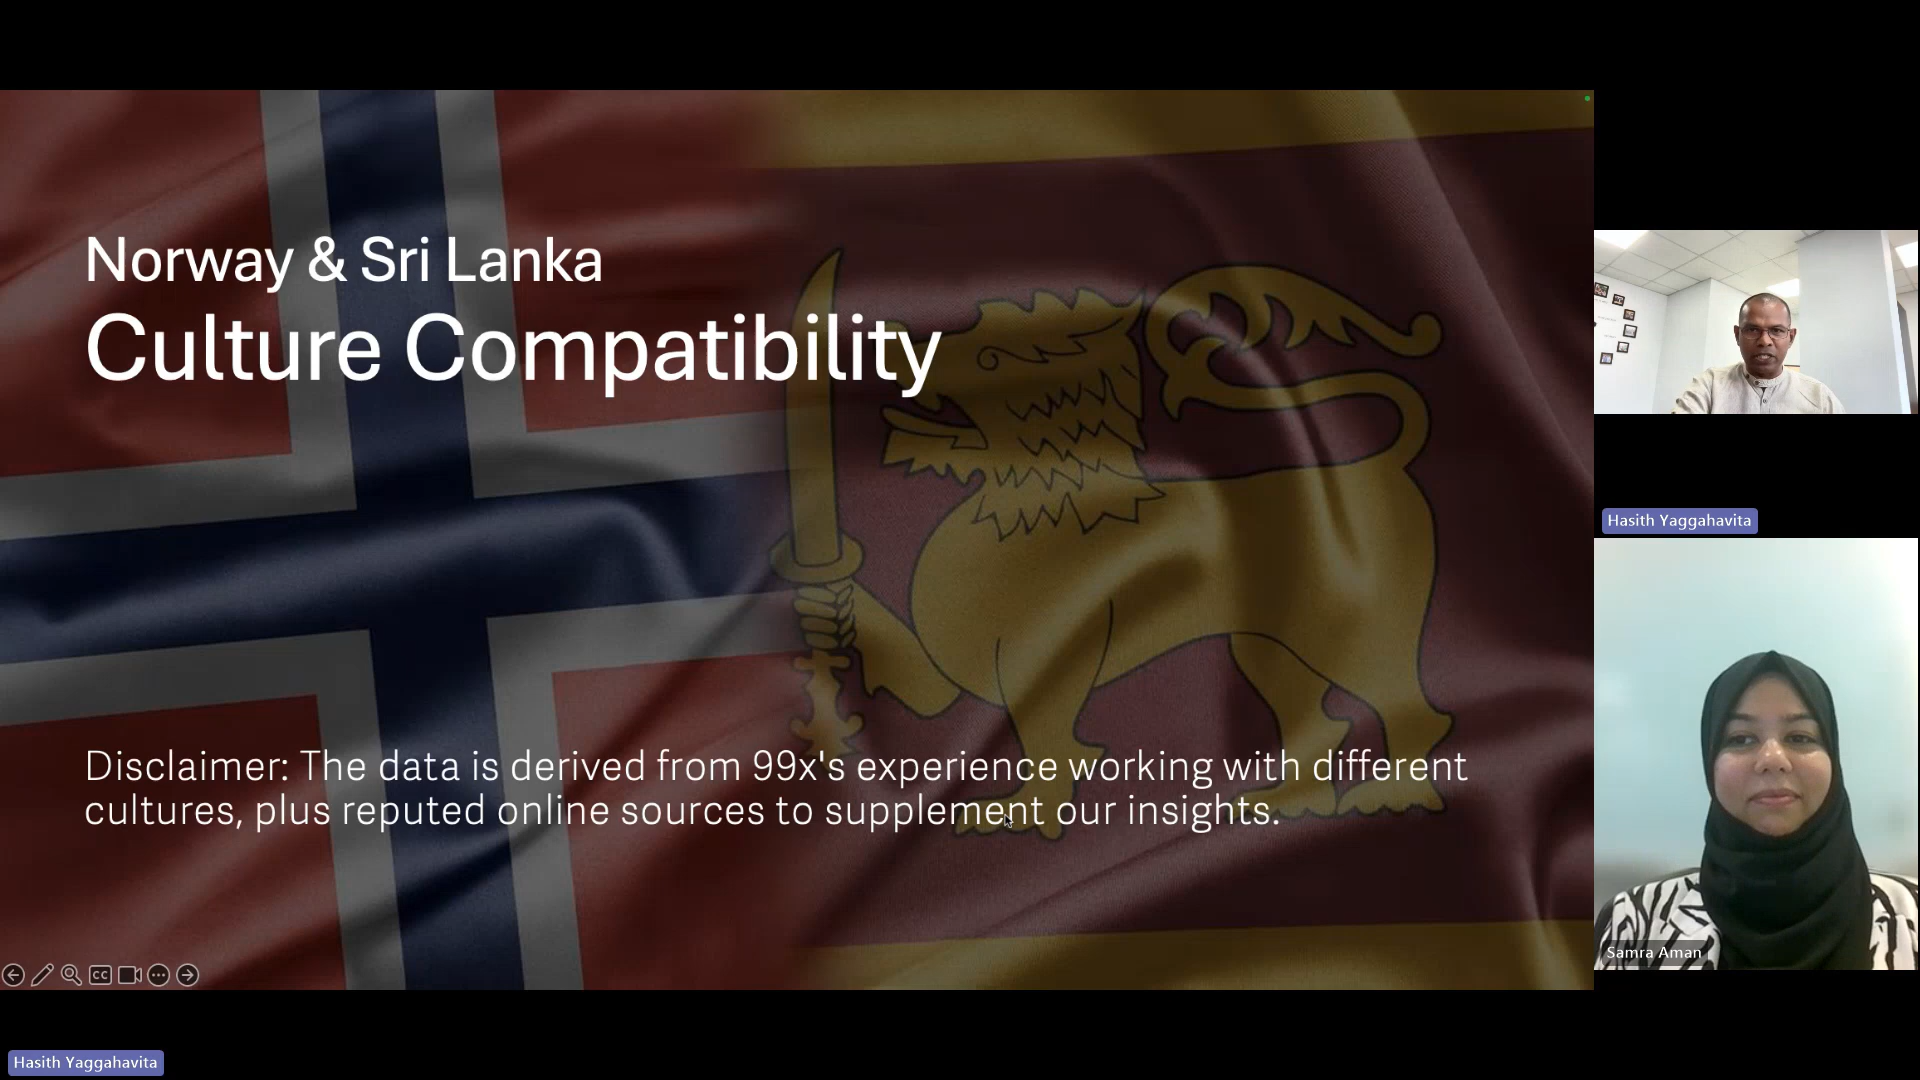 Norway & Sri Lanka
Culture Compatibility
Disclaimer: The data is derived from 99x's experience working with different
cultures, plus reputed online sources to supplement our insights.
CC
Hasith Yaggahavita
Samra Aman
Hasith Yaggahavita